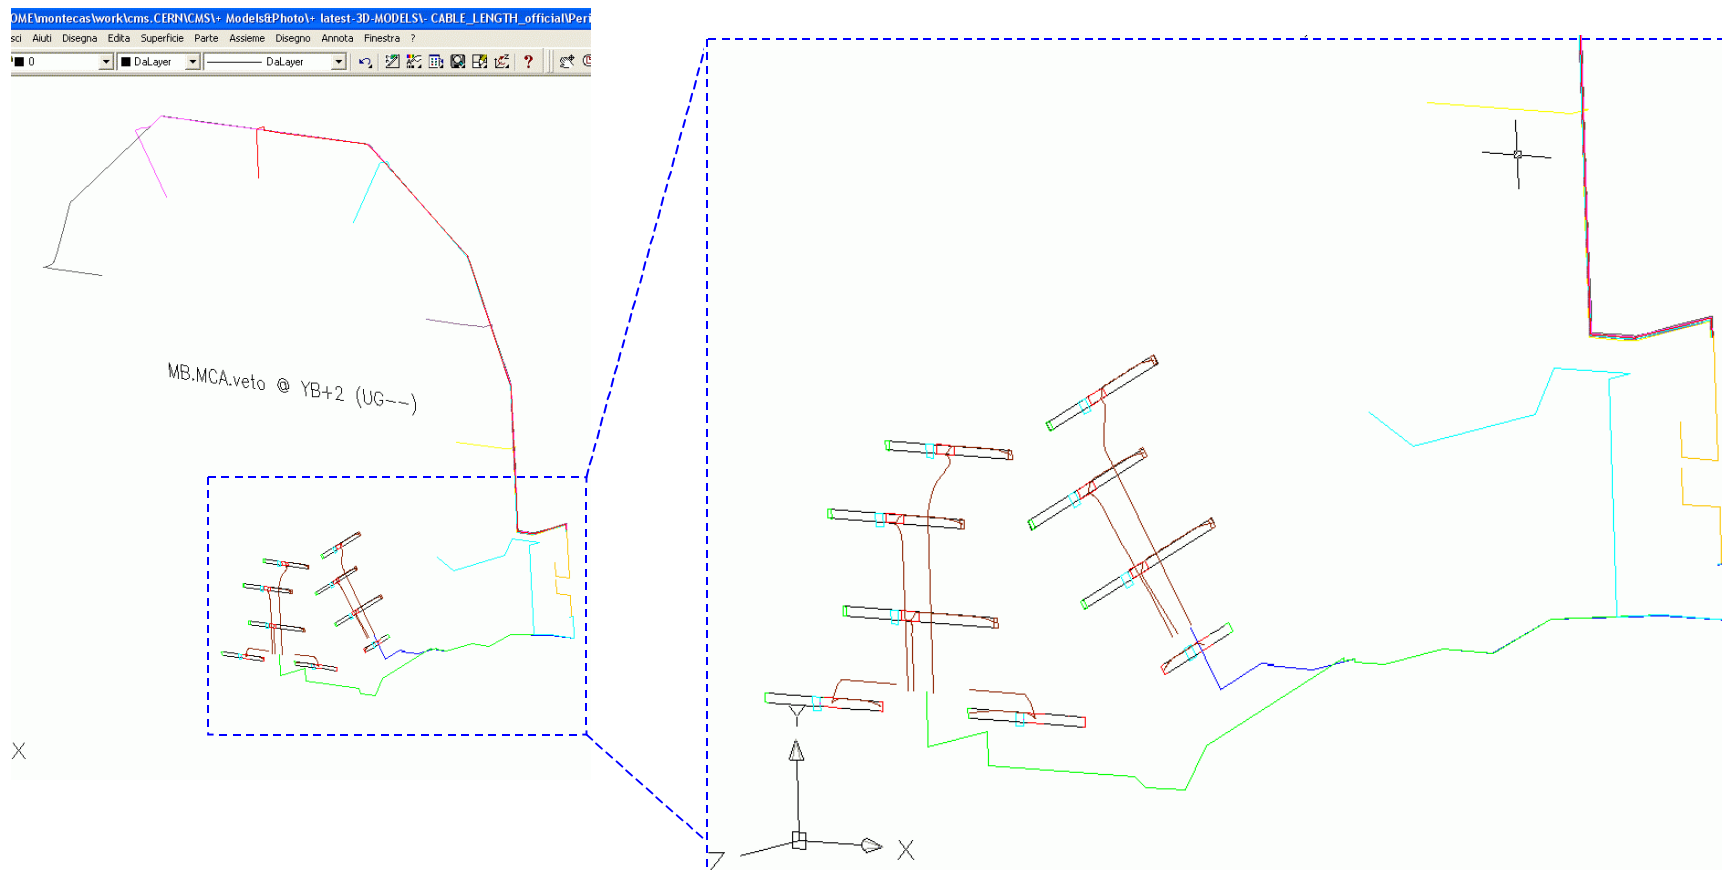 OME\montecas\work\cms.CERN\CMS\+ Models&Photo\+ latest-3D-MODELS\- CABLE_LENGTH_official\Peri
sci Aiuti Disegna Edita Superficie Parte Assieme Disegno Annota Finestra ?
0 DaLayer DaLayer ?
MB.MCA.veto @ YB+2 (UG--)
X
Y
X
Z